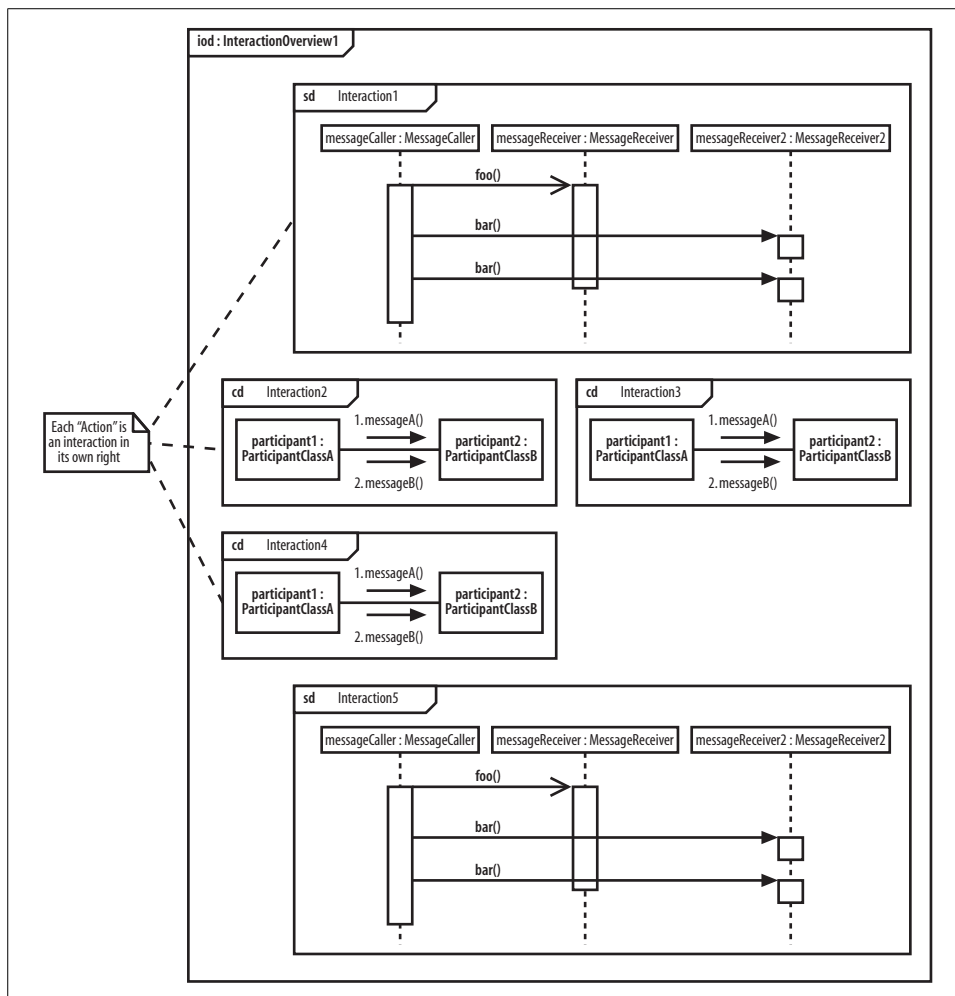 iod : InteractionOverview1
sd Interaction1
messageCaller : MessageCaller
messageReceiver : MessageReceiver
messageReceiver2 : MessageReceiver2
foo()
bar()
bar()
Each “Action” is
an interaction in
its own right
cd Interaction2
participant1 :
ParticipantClassA
1. messageA()
2. messageB()
participant2 :
ParticipantClassB
cd Interaction3
participant1 :
ParticipantClassA
1. messageA()
2. messageB()
participant2 :
ParticipantClassB
cd Interaction4
participant1 :
ParticipantClassA
1. messageA()
2. messageB()
participant2 :
ParticipantClassB
sd Interaction5
messageCaller : MessageCaller
messageReceiver : MessageReceiver
messageReceiver2 : MessageReceiver2
foo()
bar()
bar()